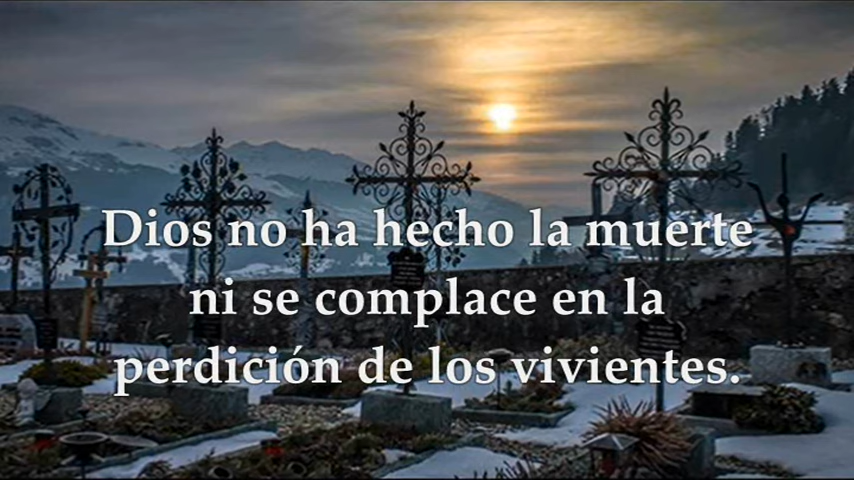 Dios no ha hecho la muerte
ni se complace en la
perdición de los vivientes.